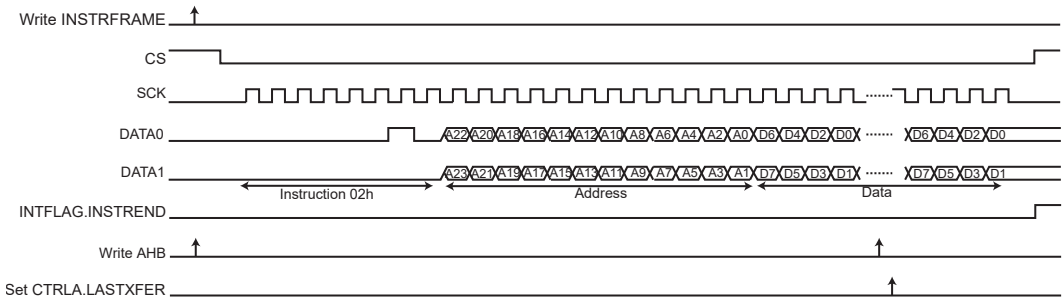 Write INSTRFRAME
CS
SCK
DATA0 A22 A20 A18 A16 A14 A12 A10 A8 A6 A4 A2 A0 D6 D4 D2 D0 D6 D4 D2 D0
DATA1 A23 A21 A19 A17 A15 A13 A11 A9 A7 A5 A3 A1 D7 D5 D3 D1 D7 D5 D3 D1
Instruction 02h Address Data
INTFLAG.INSTREND
Write AHB
Set CTRLA.LASTXFER